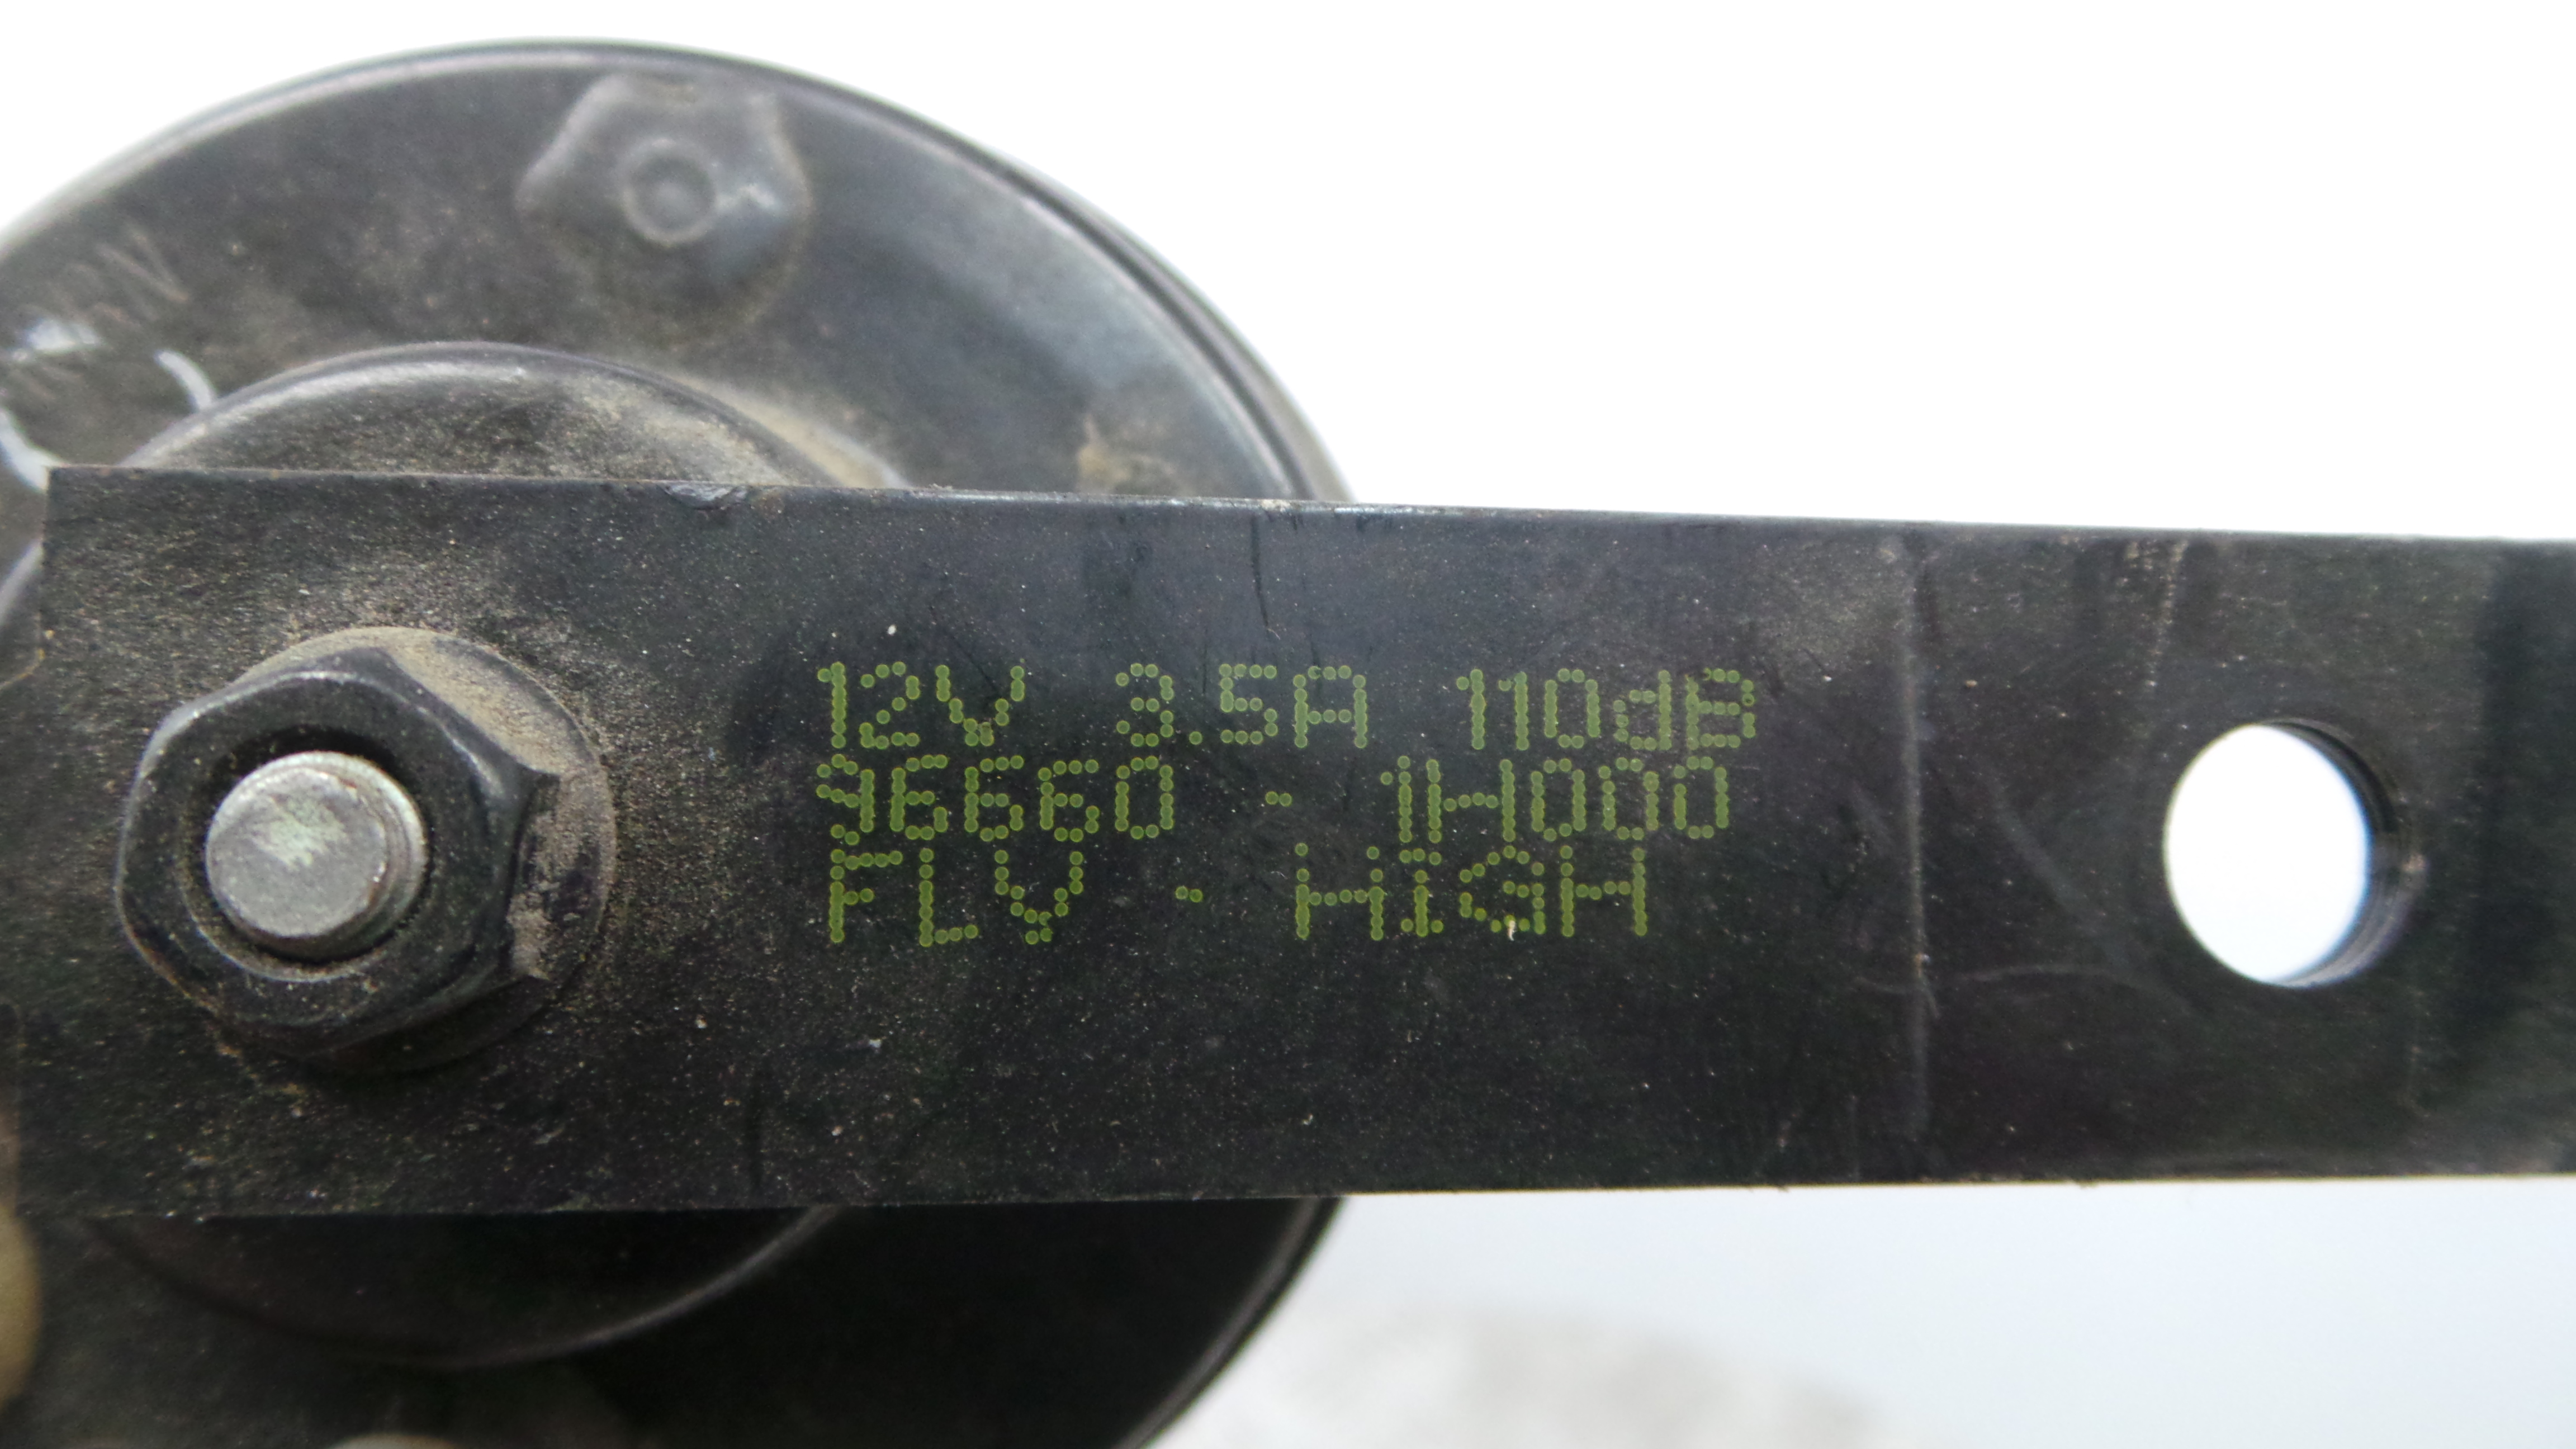 12V 3.5A 110dB
96660 - 1H000
FLV - HIGH